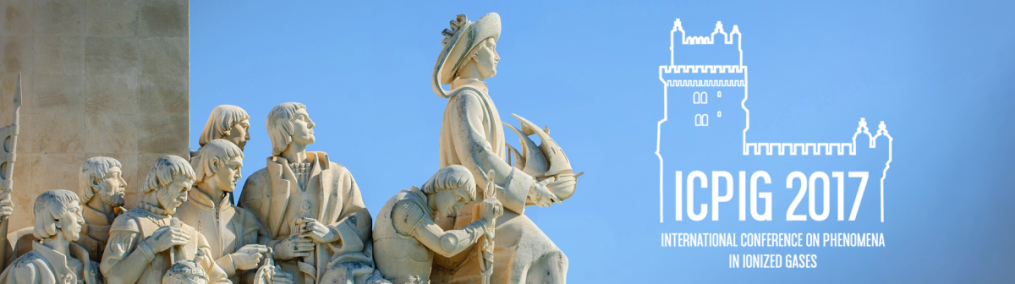 ICPIG 2017
INTERNATIONAL CONFERENCE ON PHENOMENA
IN IONIZED GASES